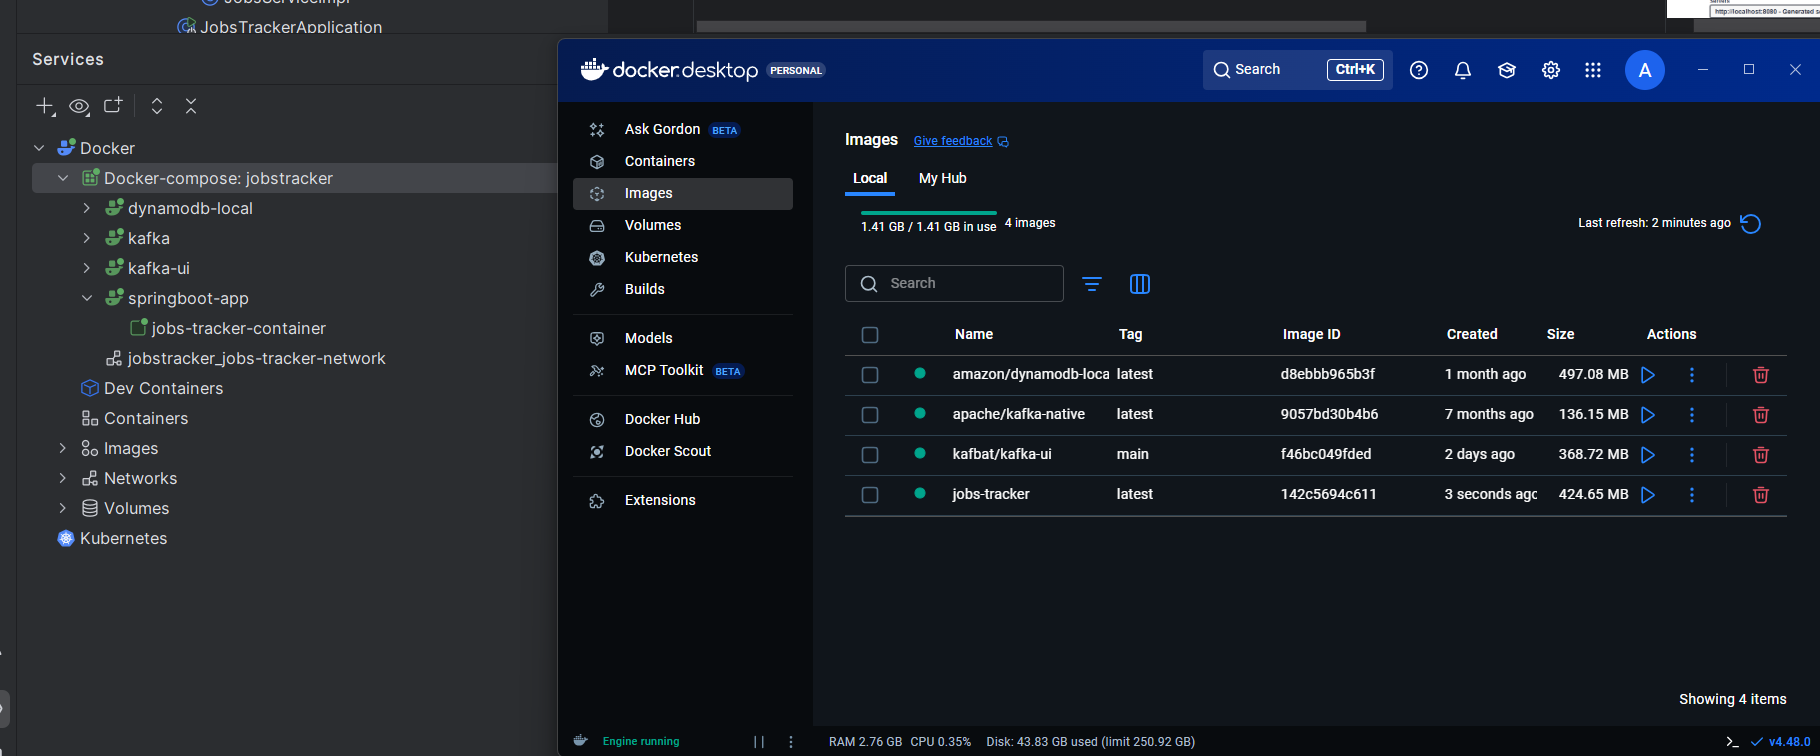 JobsServiceImpl
JobsTrackerApplication
http://localhost:8080 - Generated s
Services
Docker
Docker-compose: jobstracker
dynamodb-local
kafka
kafka-ui
springboot-app
jobs-tracker-container
jobstracker_jobs-tracker-network
Dev Containers
Containers
Images
Networks
Volumes
Kubernetes
docker.desktop PERSONAL
Search Ctrl+K
A
Ask Gordon BETA
Containers
Images
Volumes
Kubernetes
Builds
Models
MCP Toolkit BETA
Docker Hub
Docker Scout
Extensions
Images Give feedback
Local My Hub
1.41 GB / 1.41 GB in use 4 images
Last refresh: 2 minutes ago
Search
Name Tag Image ID Created Size Actions
amazon/dynamodb-loca latest d8ebbb965b3f 1 month ago 497.08 MB
apache/kafka-native latest 9057bd30b4b6 7 months ago 136.15 MB
kafbat/kafka-ui main f46bc049fded 2 days ago 368.72 MB
jobs-tracker latest 142c5694c611 3 seconds agc 424.65 MB
Showing 4 items
Engine running
RAM 2.76 GB CPU 0.35% Disk: 43.83 GB used (limit 250.92 GB)
v4.48.0